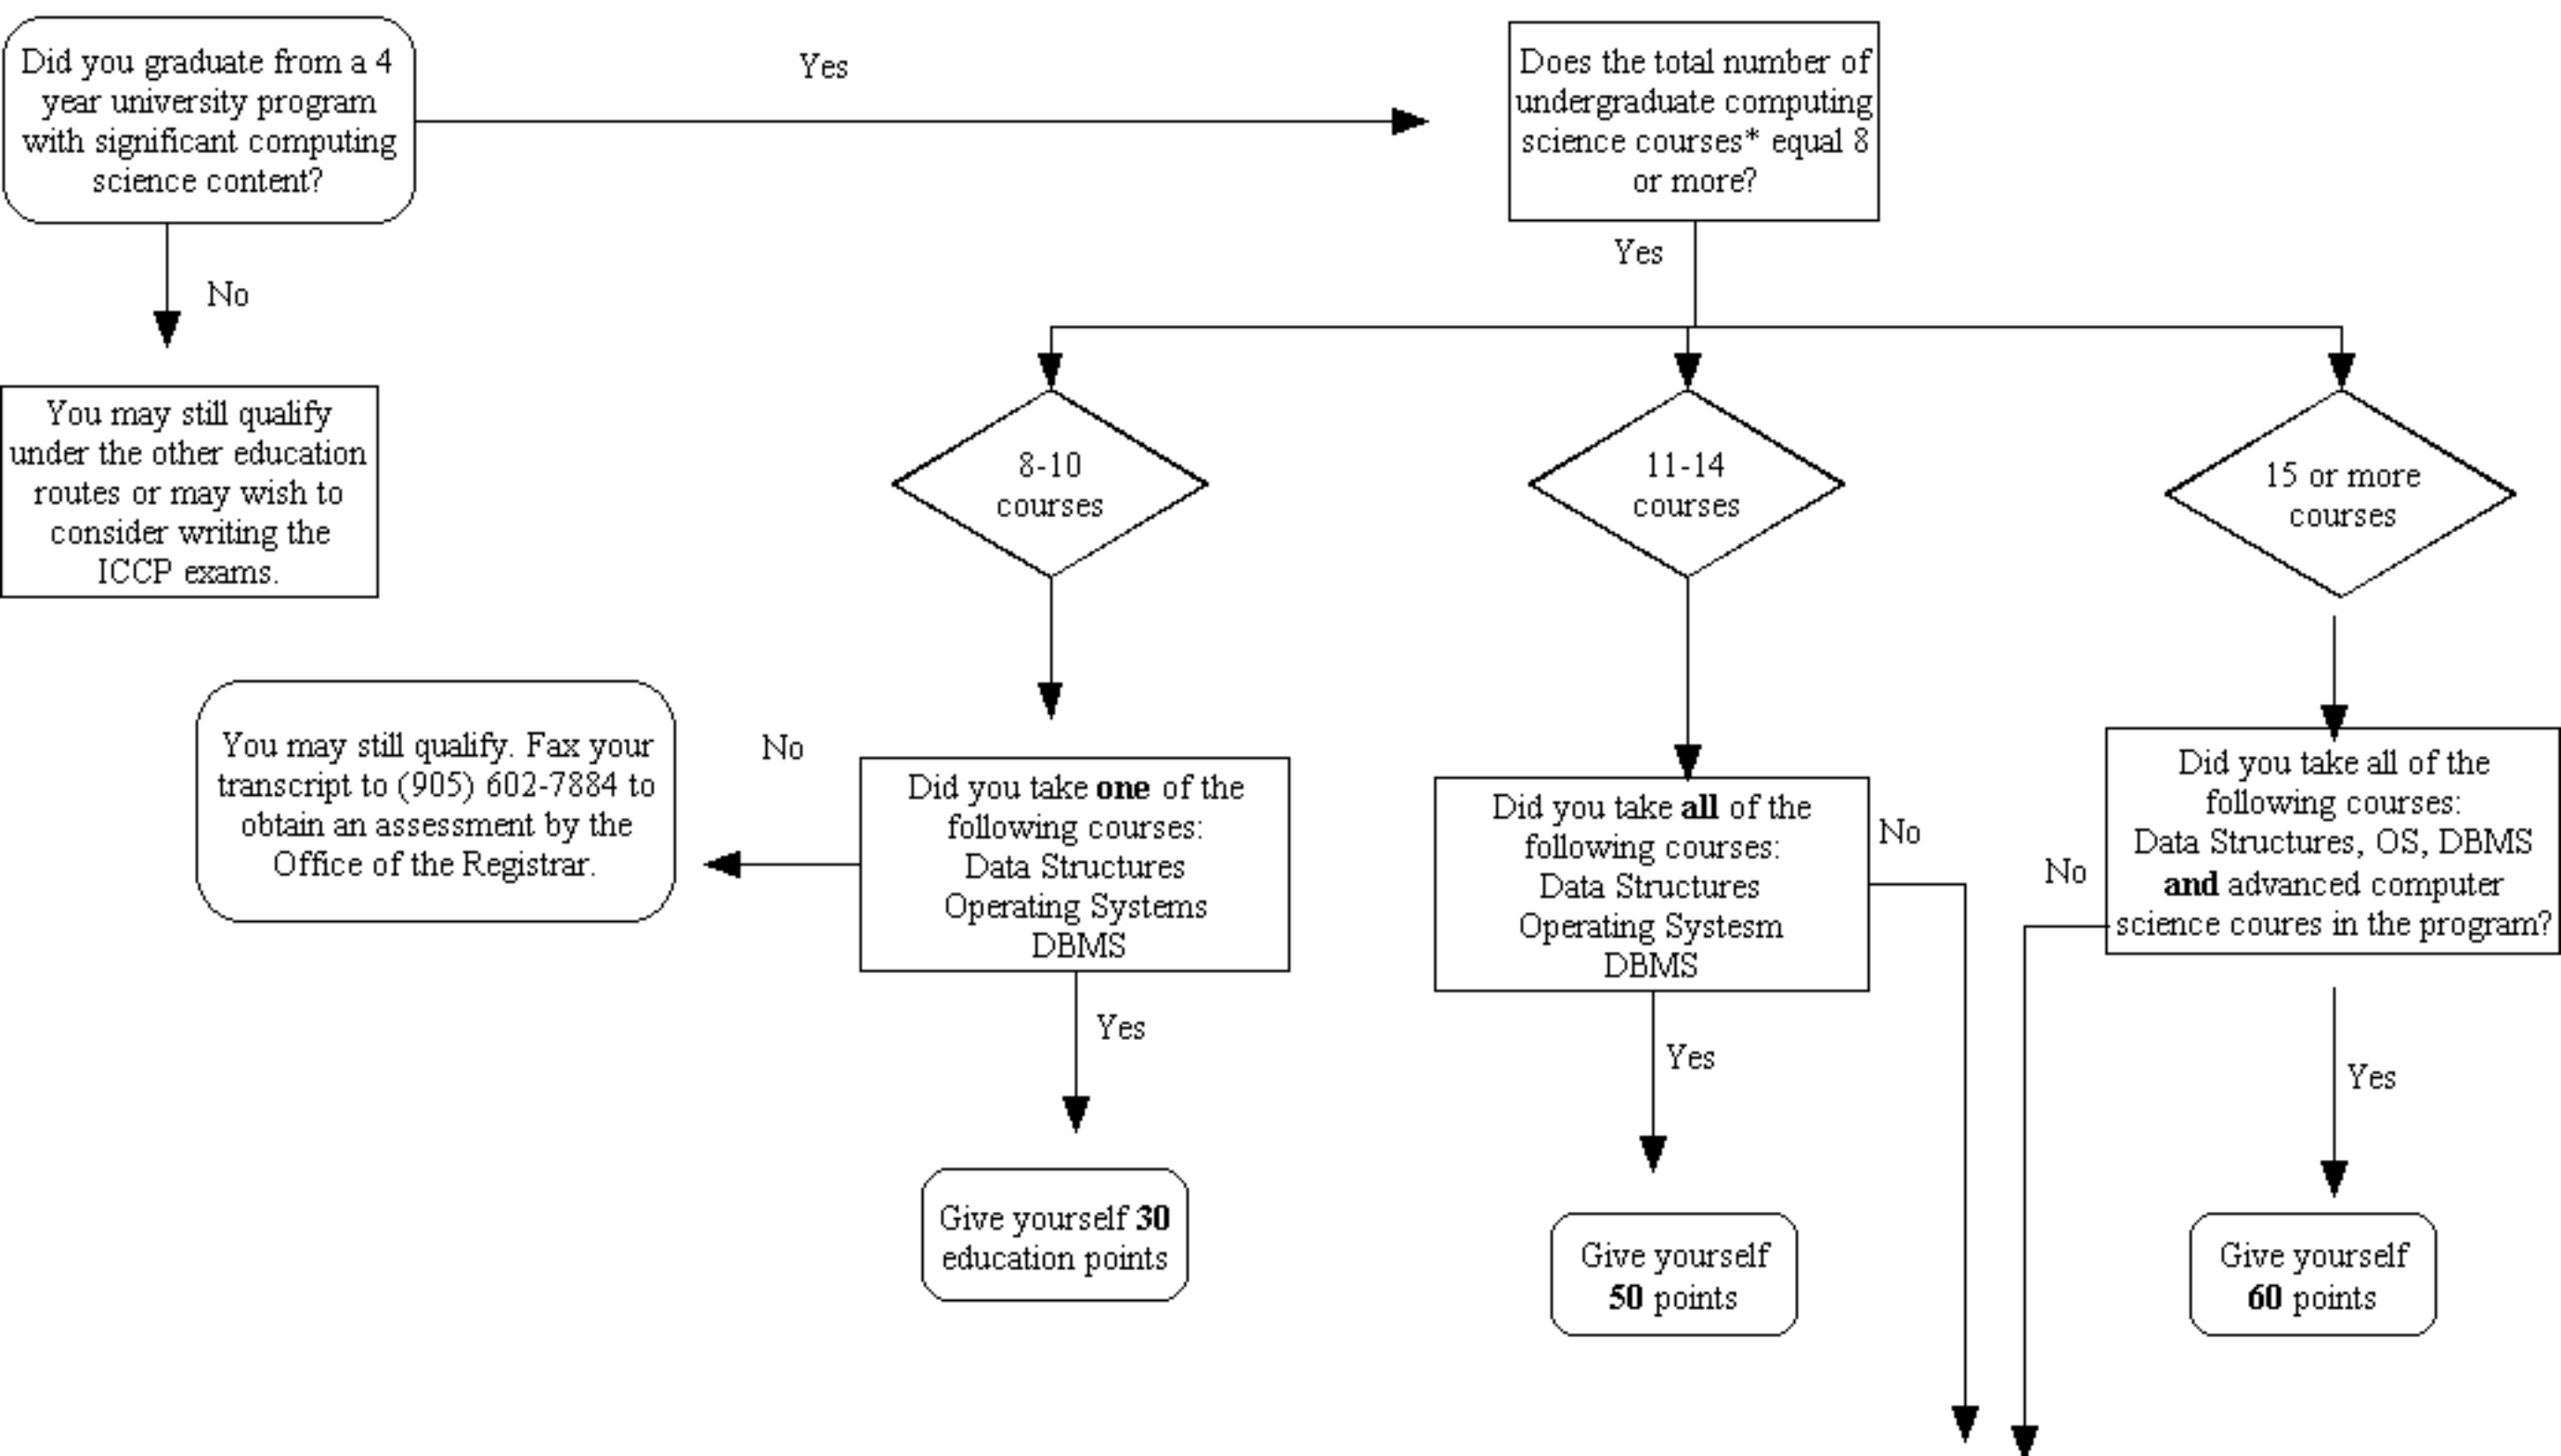 Did you graduate from a 4
year university program
with significant computing
science content?
Yes
Does the total number of
undergraduate computing
science courses* equal 8
or more?
No
Yes
You may still qualify
under the other education
routes or may wish to
consider writing the
ICCP exams.
8-10
courses
11-14
courses
15 or more
courses
You may still qualify. Fax your
transcript to (905) 602-7884 to
obtain an assessment by the
Office of the Registrar.
No
Did you take one of the
following courses:
Data Structures
Operating Systems
DBMS
Did you take all of the
following courses:
Data Structures
Operating Systesm
DBMS
No
No
Did you take all of the
following courses:
Data Structures, OS, DBMS
and advanced computer
science coures in the program?
Yes
Yes
Yes
Give yourself 30
education points
Give yourself
50 points
Give yourself
60 points